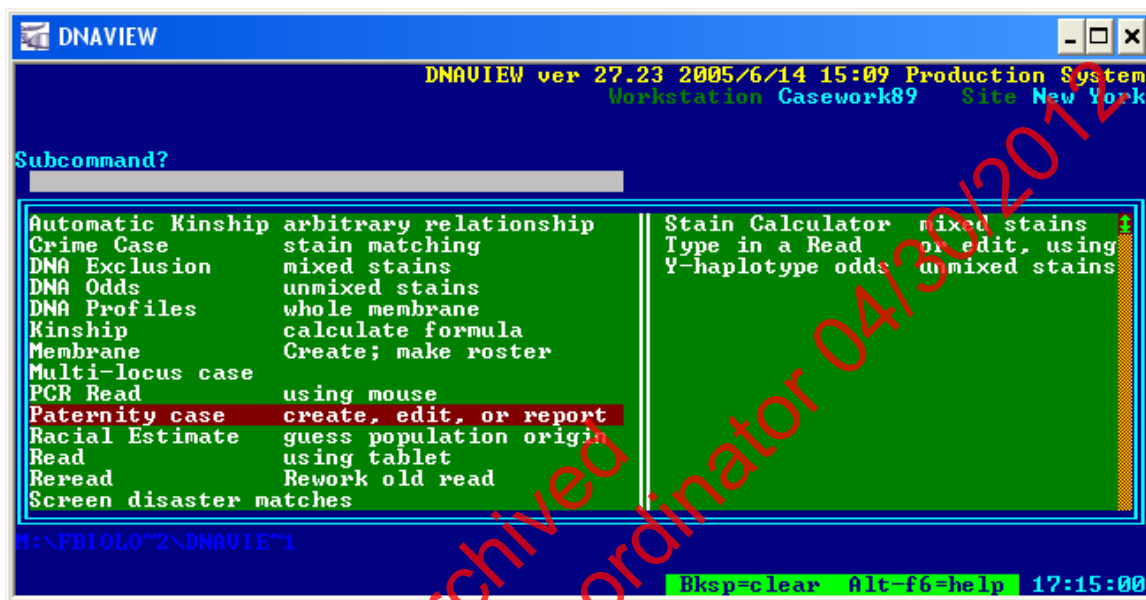 DNAVIEW
DNAVIEW ver 27.23 2005/6/14 15:09 Production System
Workstation Casework89 Site New York
Subcommand?
Automatic Kinship arbitrary relationship
Crime Case stain matching
DNA Exclusion mixed stains
DNA Odds unmixed stains
DNA Profiles whole membrane
Kinship calculate formula
Membrane Create; make roster
Multi-locus case
PCR Read using mouse
Paternity case create, edit, or report
Racial Estimate guess population origin
Read using tablet
Reread Rework old read
Screen disaster matches
Stain Calculator mixed stains
Type in a Read or edit, using
Y-haplotype odds unmixed stains
M:\FBIOLO~2\DNAVIE~1
Bksp=clear Alt-f6=help 17:15:00
chived
ordinator 04/30/2012